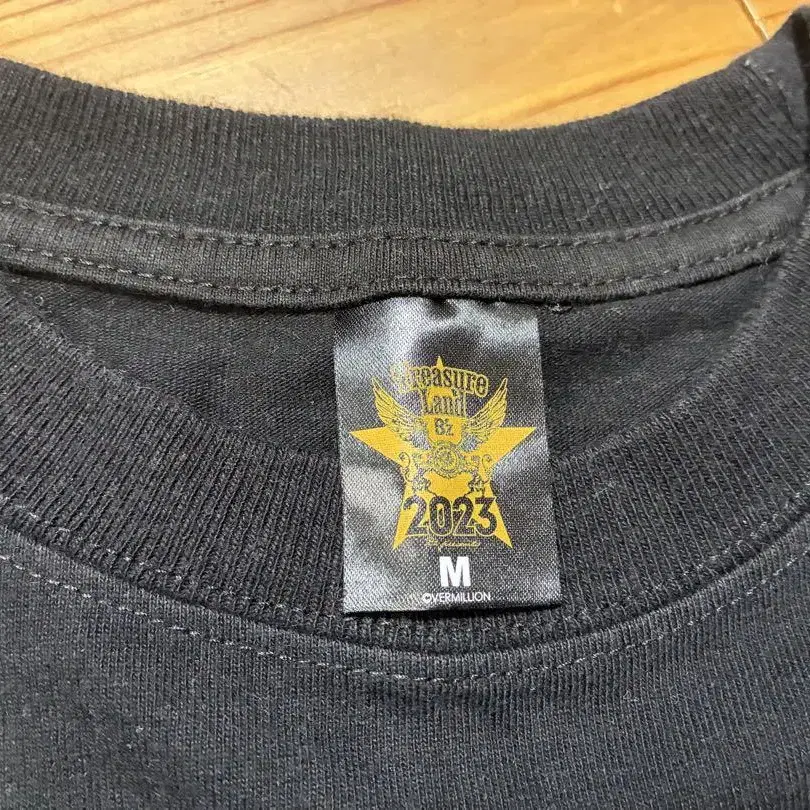 Treasure
Land
B'z
2023
M
©VERMILLION